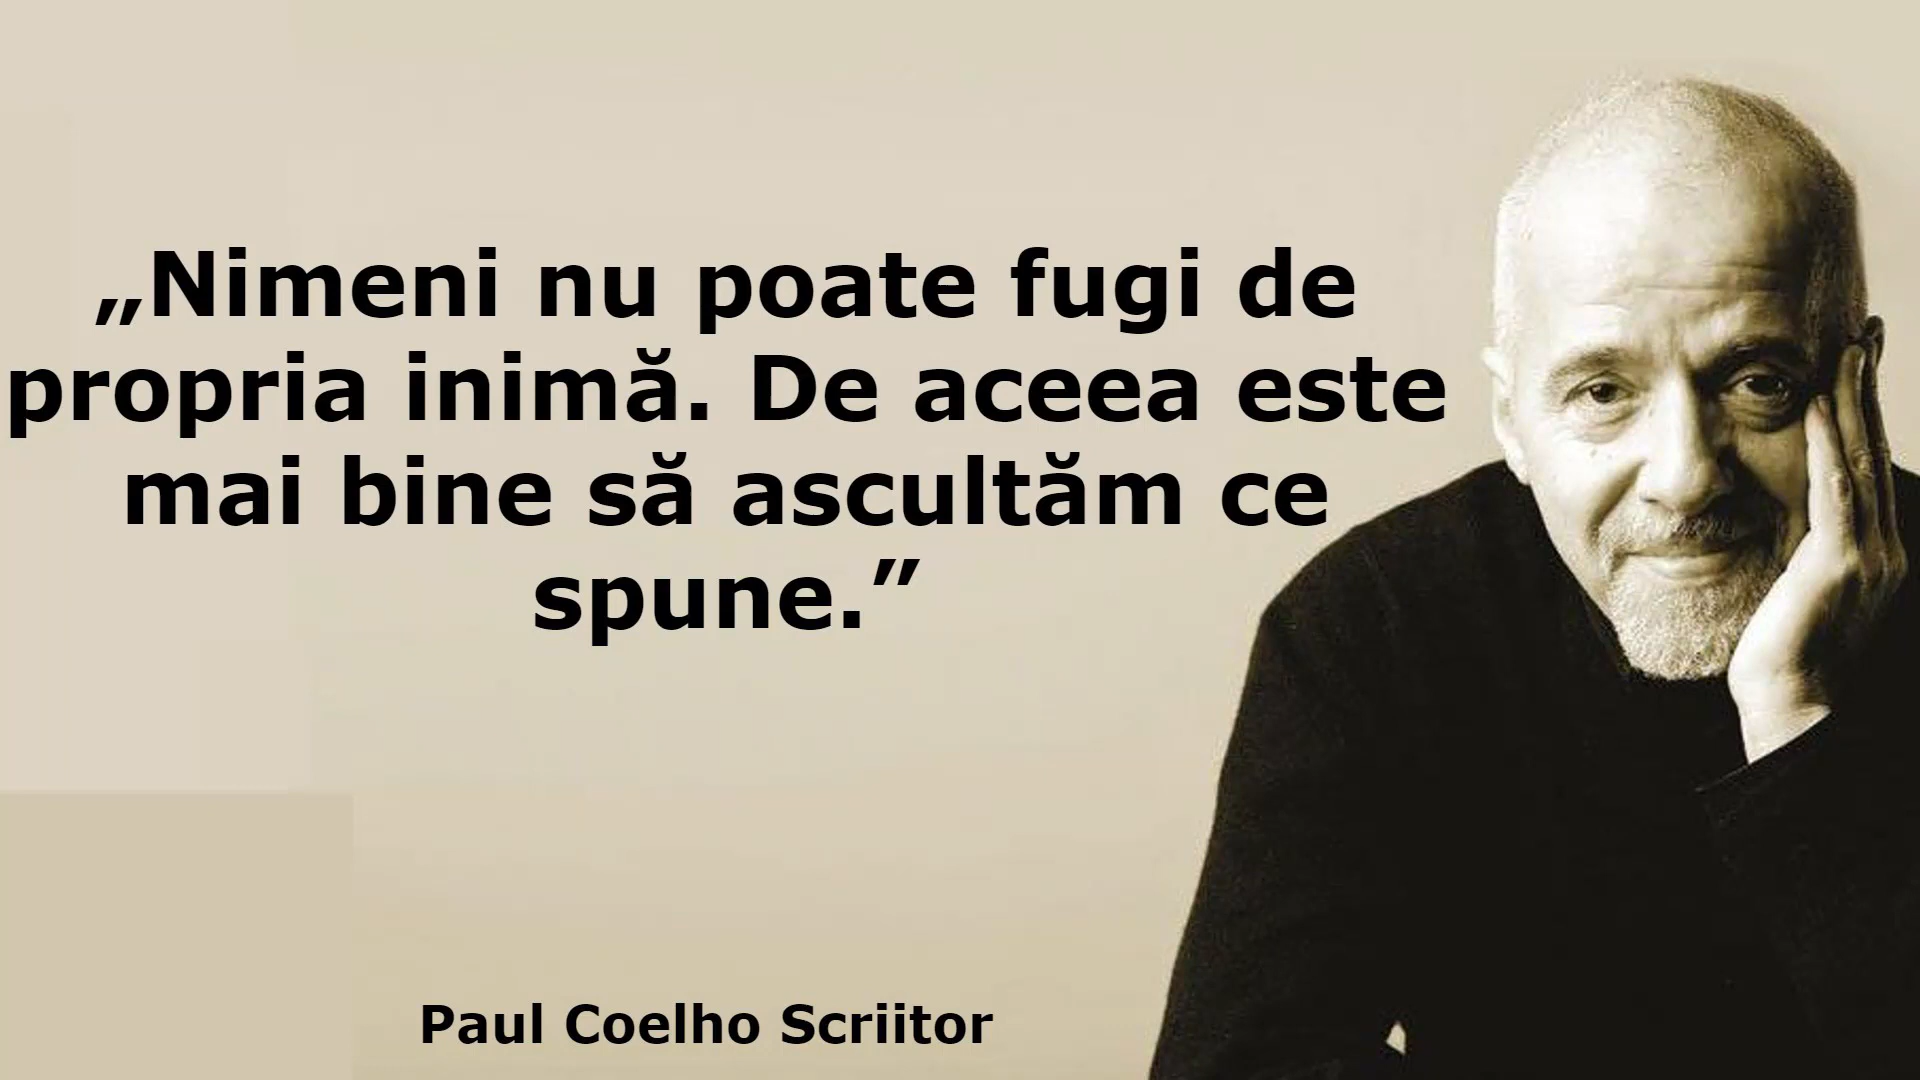 „Nimeni nu poate fugi de
propria inimă. De aceea este
mai bine să ascultăm ce
spune.”
Paul Coelho Scriitor